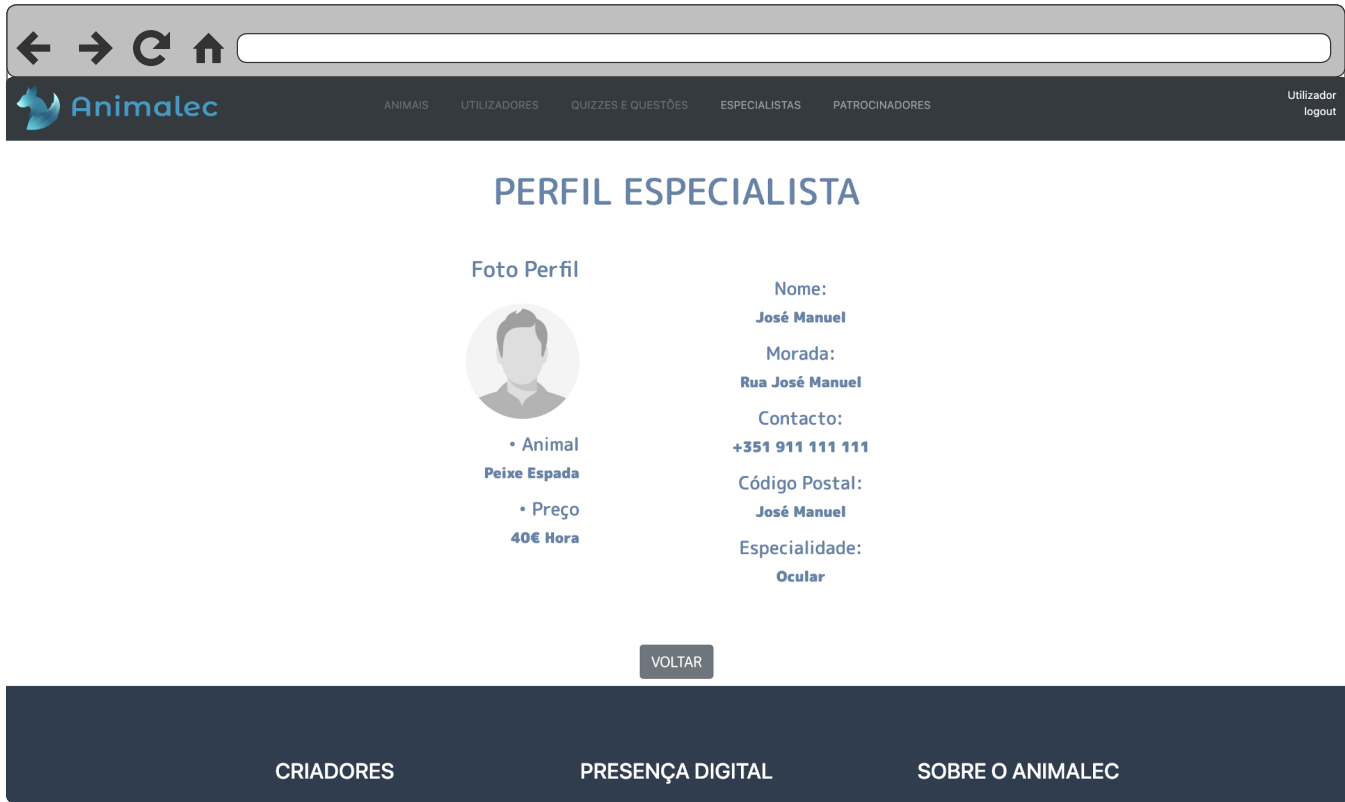 Animalec
ANIMAIS UTILIZADORES QUIZZES E QUESTÕES ESPECIALISTAS PATROCINADORES
Utilizador
logout
PERFIL ESPECIALISTA
Foto Perfil
• Animal
Peixe Espada
• Preço
40€ Hora
Nome:
José Manuel
Morada:
Rua José Manuel
Contacto:
+351 911 111 111
Código Postal:
José Manuel
Especialidade:
Ocular
VOLTAR
CRIADORES PRESENÇA DIGITAL SOBRE O ANIMALEC